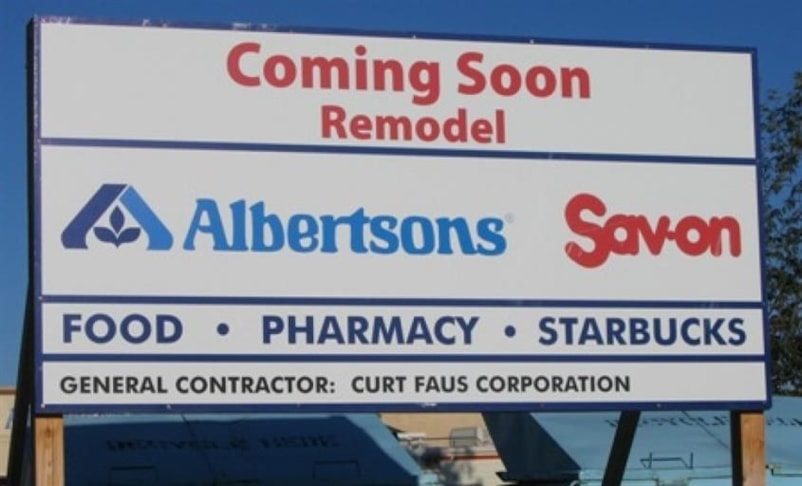 Coming Soon
Remodel
Albertsons® Sav-on
FOOD • PHARMACY • STARBUCKS
GENERAL CONTRACTOR: CURT FAUS CORPORATION